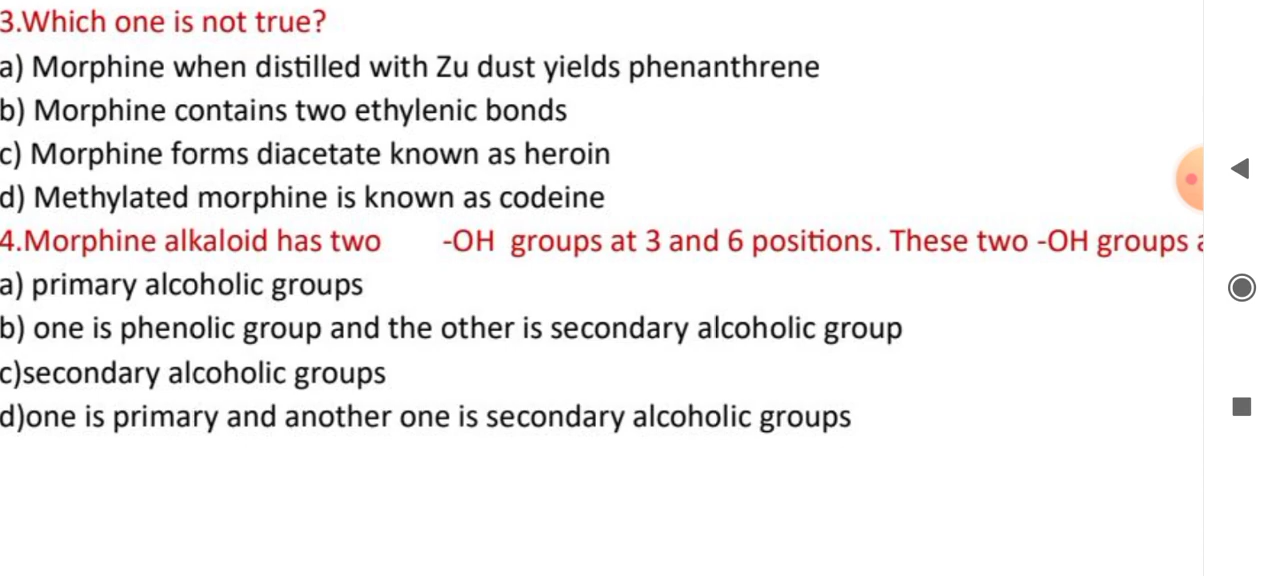 3.Which one is not true?
a) Morphine when distilled with Zu dust yields phenanthrene
b) Morphine contains two ethylenic bonds
c) Morphine forms diacetate known as heroin
d) Methylated morphine is known as codeine
4.Morphine alkaloid has two -OH groups at 3 and 6 positions. These two -OH groups
a) primary alcoholic groups
b) one is phenolic group and the other is secondary alcoholic group
c)secondary alcoholic groups
d)one is primary and another one is secondary alcoholic groups